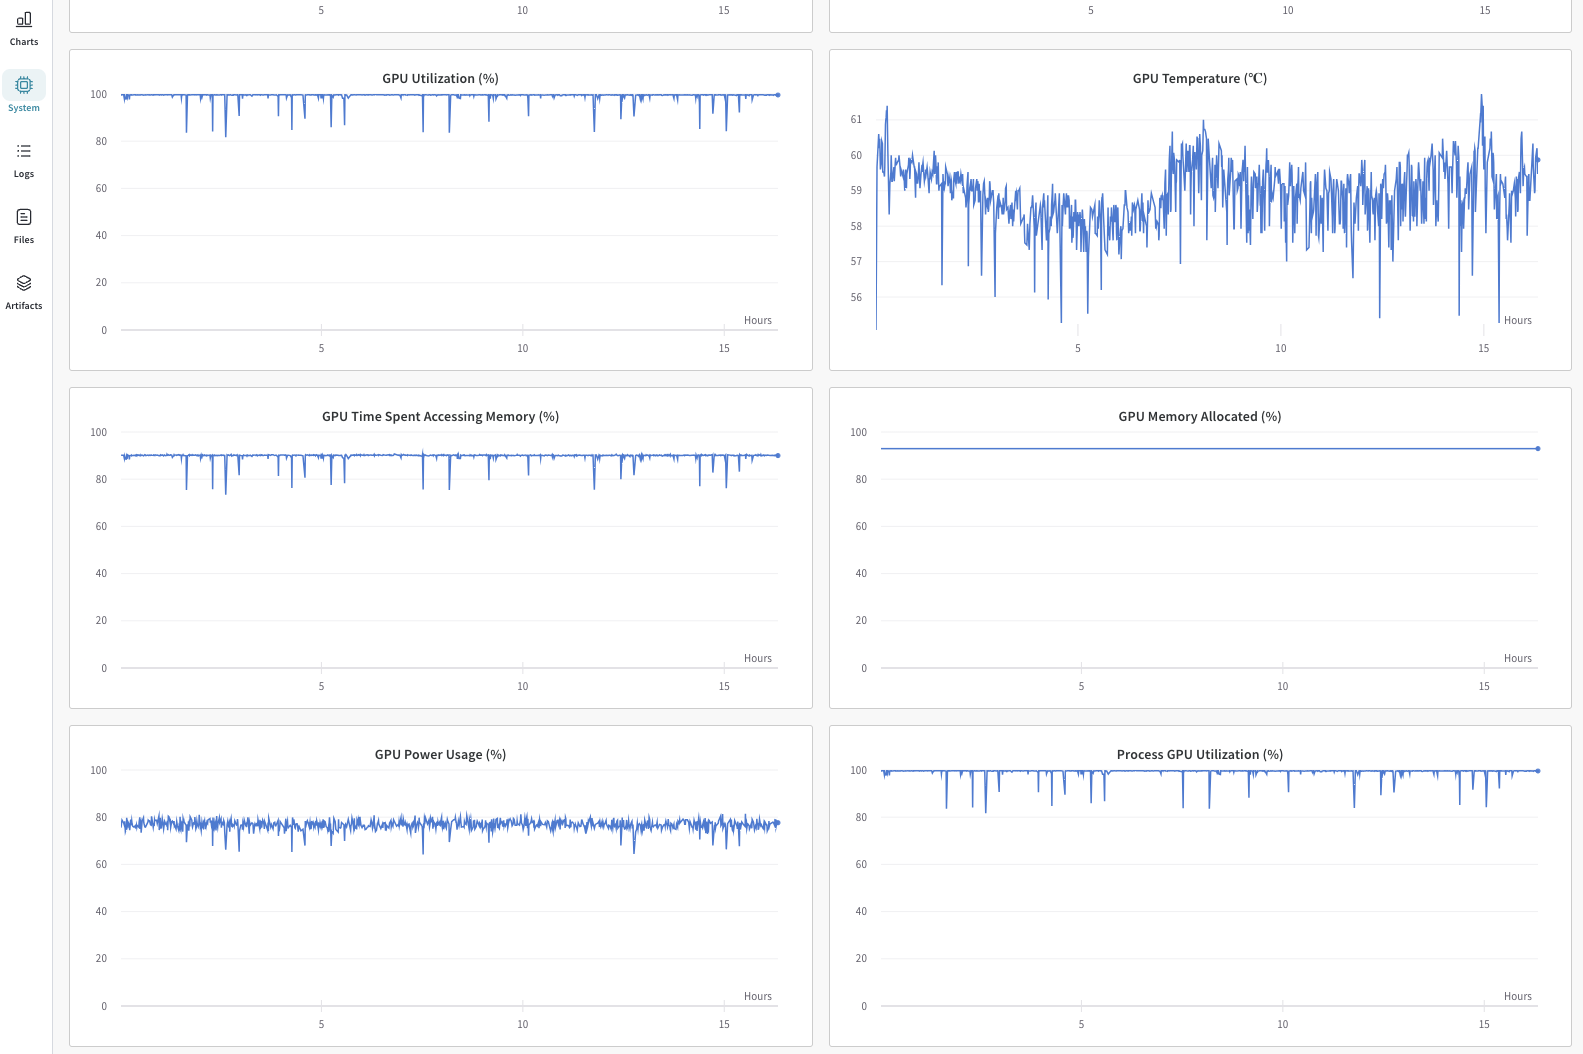 5 10 15
5 10 15
Charts
System
Logs
Files
Artifacts
GPU Utilization (%)
100
80
60
40
20
0
Hours
5 10 15
GPU Temperature (℃)
61
60
59
58
57
56
Hours
5 10 15
GPU Time Spent Accessing Memory (%)
100
80
60
40
20
0
Hours
5 10 15
GPU Memory Allocated (%)
100
80
60
40
20
0
Hours
5 10 15
GPU Power Usage (%)
100
80
60
40
20
0
Hours
5 10 15
Process GPU Utilization (%)
100
80
60
40
20
0
Hours
5 10 15